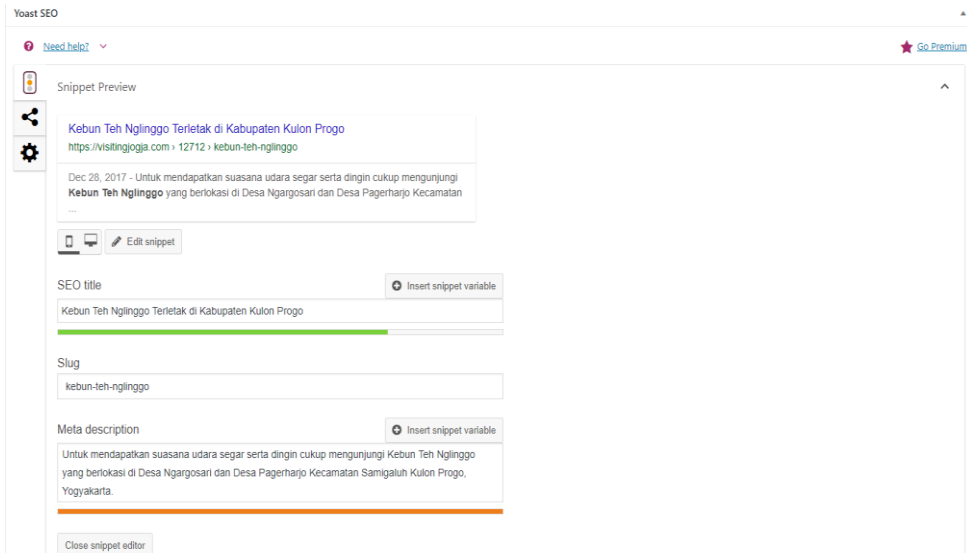 Yoast SEO
Need help?
Go Premium
Snippet Preview
Kebun Teh Nglinggo Terletak di Kabupaten Kulon Progo
https://visitingjogja.com › 12712 › kebun-teh-nglinggo
Dec 28, 2017 - Untuk mendapatkan suasana udara segar serta dingin cukup mengunjungi
Kebun Teh Nglinggo yang berlokasi di Desa Ngargosari dan Desa Pagerharjo Kecamatan
...
Edit snippet
SEO title
Insert snippet variable
Kebun Teh Nglinggo Terletak di Kabupaten Kulon Progo
Slug
kebun-teh-nglinggo
Meta description
Insert snippet variable
Untuk mendapatkan suasana udara segar serta dingin cukup mengunjungi Kebun Teh Nglinggo
yang berlokasi di Desa Ngargosari dan Desa Pagerharjo Kecamatan Samigaluh Kulon Progo,
Yogyakarta.
Close snippet editor